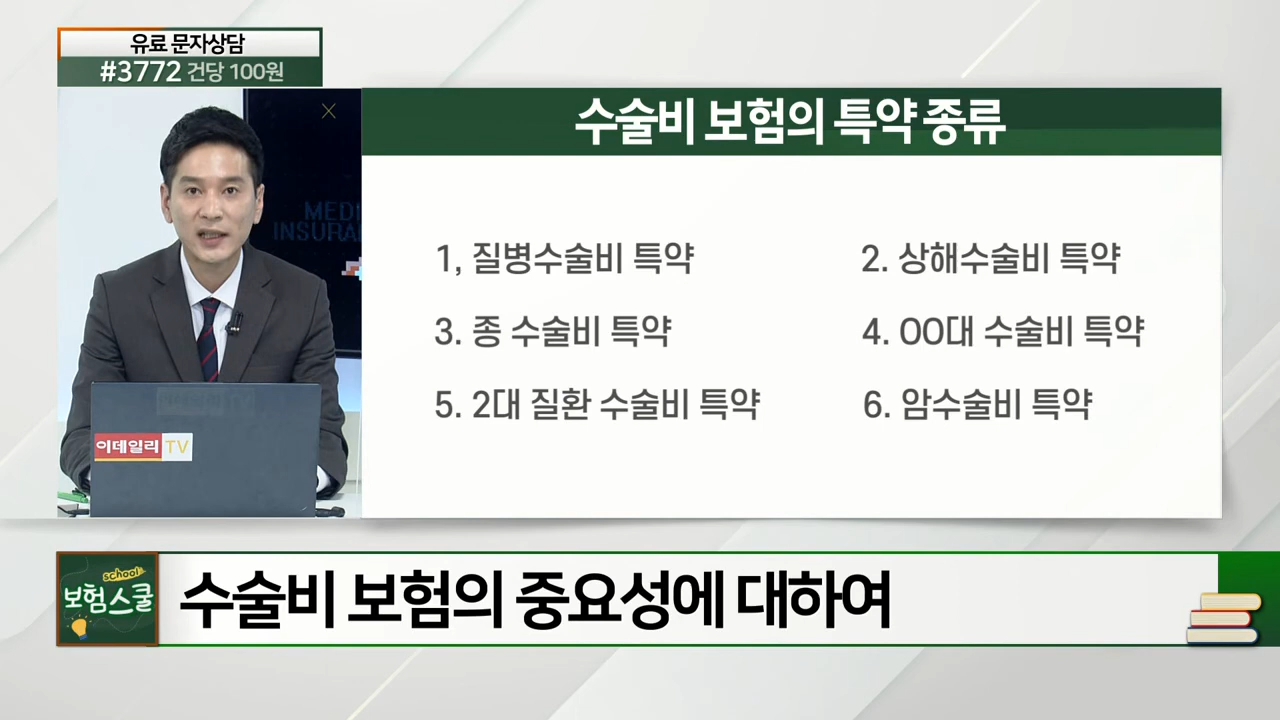 유료 문자상담
#3772 건당 100원
수술비 보험의 특약 종류
1, 질병수술비 특약
2. 상해수술비 특약
3. 종 수술비 특약
4. OO대 수술비 특약
5. 2대 질환 수술비 특약
6. 암수술비 특약
이데일리 TV
school
보험스쿨
수술비 보험의 중요성에 대하여